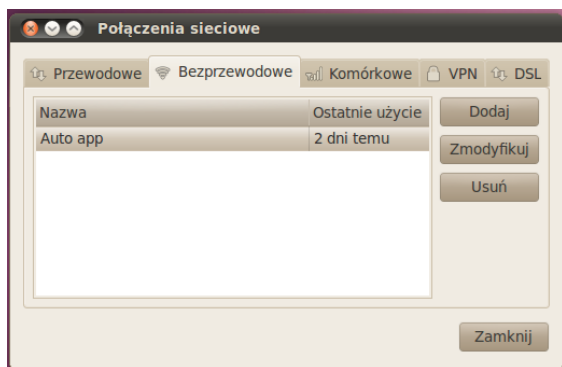 Połączenia sieciowe
Przewodowe Bezprzewodowe Komórkowe VPN DSL
Nazwa Ostatnie użycie Dodaj
Auto app 2 dni temu
Zmodyfikuj
Usuń
Zamknij